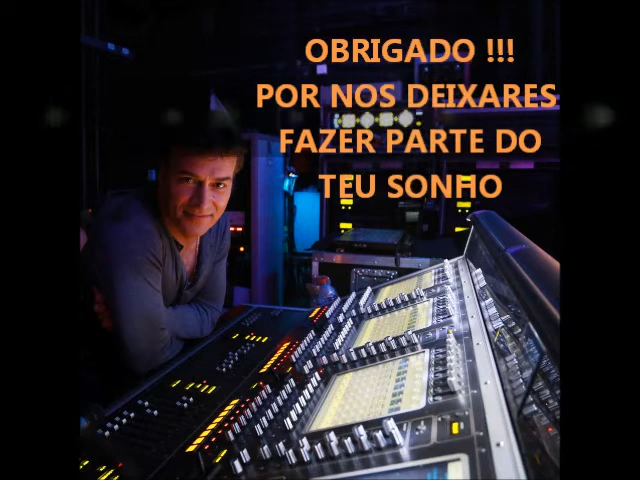 OBRIGADO !!!
POR NOS DEIXARES
FAZER PARTE DO
TEU SONHO